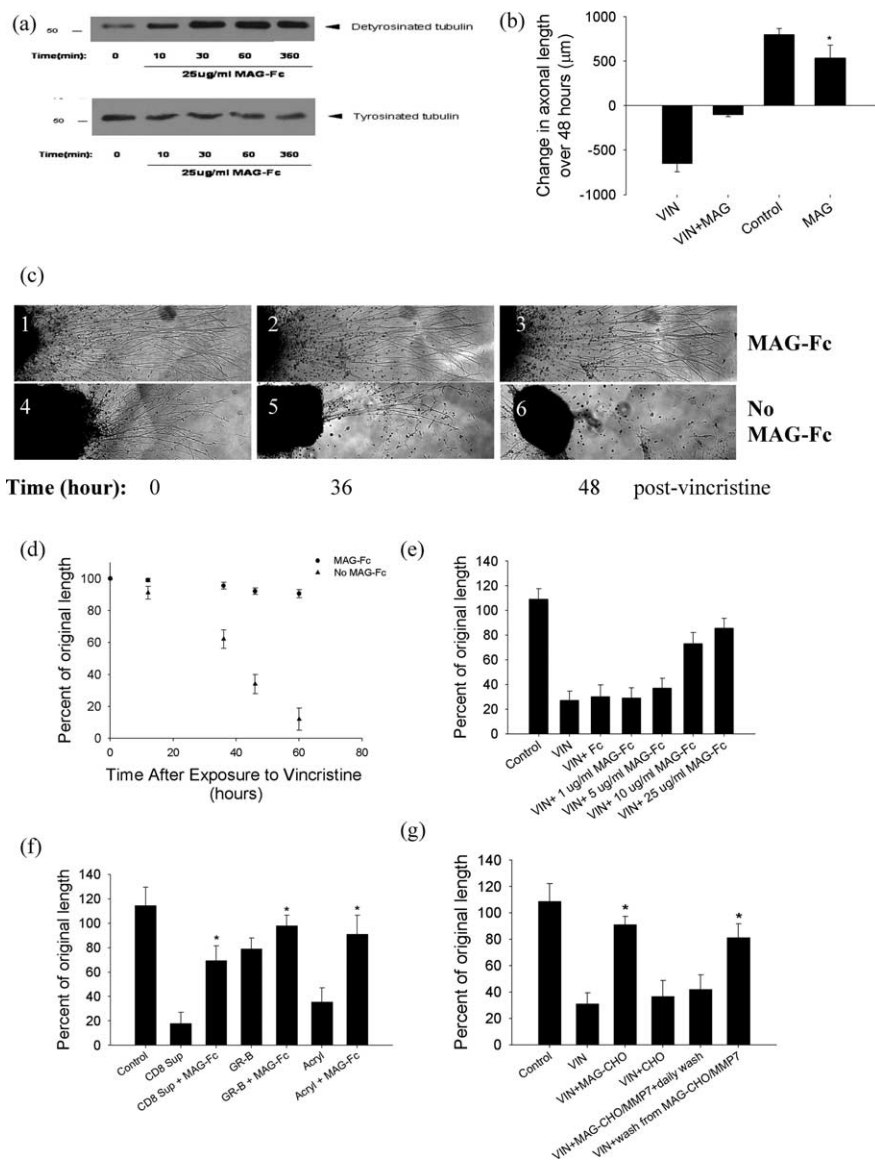 (a)
50
Detyrosinated tubulin
Time(min): 0 10 30 60 360
25ug/ml MAG-Fc
50
Tyrosinated tubulin
Time(min): 0 10 30 60 360
25ug/ml MAG-Fc
(b)
Change in axonal length
over 48 hours (μm)
1000
500
0
-500
-1000
*
VIN
VIN+MAG
Control
MAG
(c)
1 2 3
MAG-Fc
4 5 6
No
MAG-Fc
Time (hour): 0 36 48 post-vincristine
(d)
MAG-Fc
No MAG-Fc
Percent of original length
100
80
60
40
20
0
0 20 40 60 80
Time After Exposure to Vincristine
(hours)
(e)
Percent of original length
140
120
100
80
60
40
20
0
Control
VIN
VIN+ Fc
VIN+ 1 ug/ml MAG-Fc
VIN+ 5 ug/ml MAG-Fc
VIN+ 10 ug/ml MAG-Fc
VIN+ 25 ug/ml MAG-Fc
(f)
Percent of original length
140
120
100
80
60
40
20
0
* * *
Control
CD8 Sup
CD8 Sup + MAG-Fc
GR-B
GR-B + MAG-Fc
Acryl
Acryl + MAG-Fc
(g)
Percent of original length
140
120
100
80
60
40
20
0
* *
Control
VIN
VIN+MAG-CHO
VIN+CHO
VIN+MAG-CHO/MMP7+daily wash
VIN+wash from MAG-CHO/MMP7